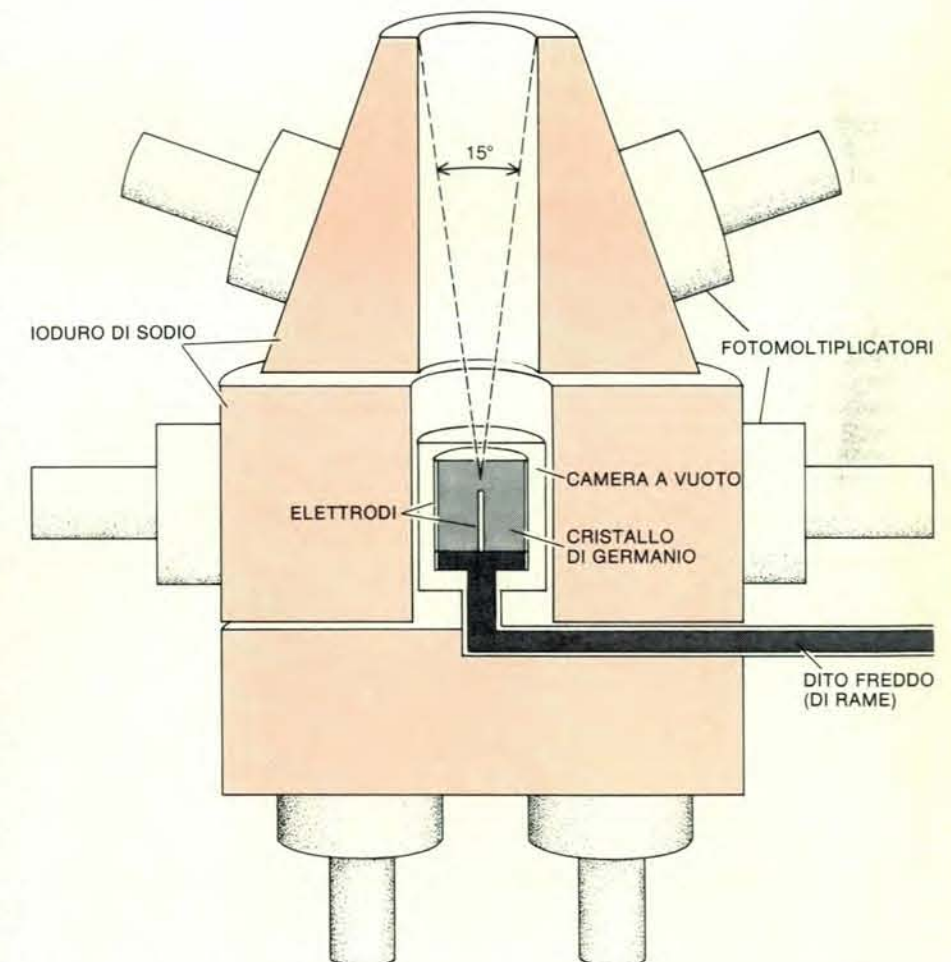 15°
IODURO DI SODIO
FOTOMOLTIPLICATORI
CAMERA A VUOTO
ELETTRODI
CRISTALLO
DI GERMANIO
DITO FREDDO
(DI RAME)